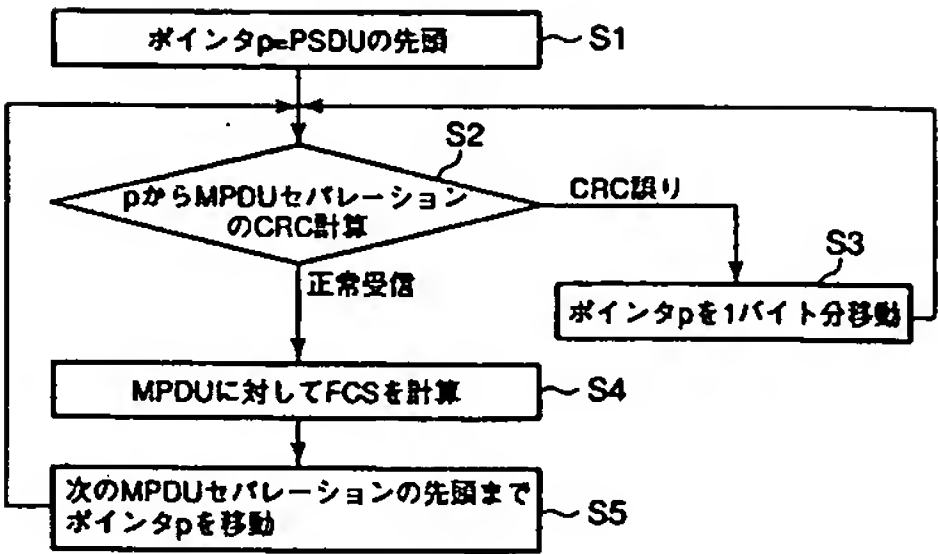 ポインタp=PSDUの先頭
S1
S2
pからMPDUセパレーション
のCRC計算
CRC誤り
S3
正常受信
ポインタpを1バイト分移動
MPDUに対してFCSを計算
S4
次のMPDUセパレーションの先頭まで
ポインタpを移動
S5